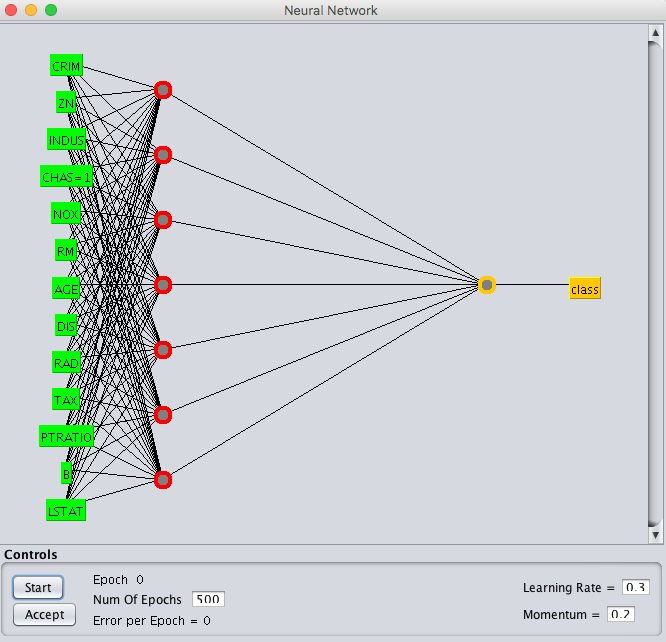 Neural Network
CRIM
ZN
INDUS
CHAS=1
NOX
RM
AGE
DIS
RAD
TAX
PTRATIO
B
LSTAT
class
Controls
Start
Accept
Epoch 0
Num Of Epochs 500
Error per Epoch = 0
Learning Rate = 0.3
Momentum = 0.2